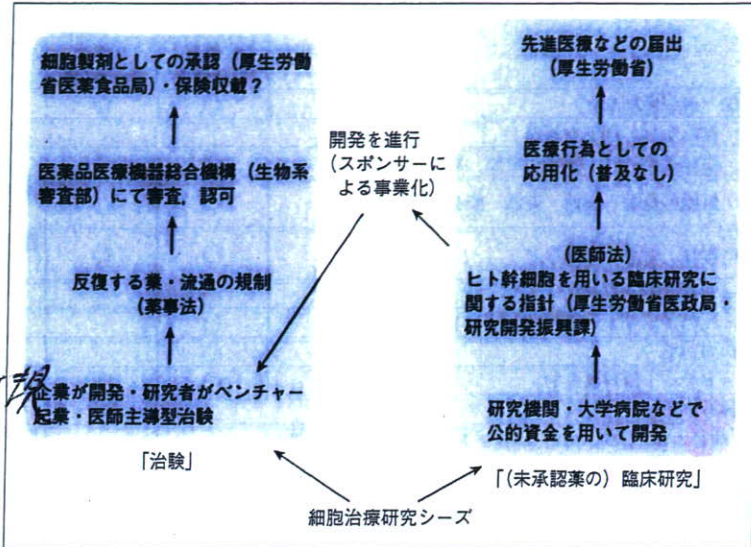 細胞製剤としての承認（厚生労働
省医薬食品局）・保険収載？
医薬品医療機器総合機構（生物系
審査部）にて審査，認可
反復する業・流通の規制
（薬事法）
企業が開発・研究者がベンチャー
起業・医師主導型治験
「治験」
開発を進行
（スポンサーに
よる事業化）
先進医療などの届出
（厚生労働省）
医療行為としての
応用化（普及なし）
（医師法）
ヒト幹細胞を用いる臨床研究に
関する指針（厚生労働省医政局・
研究開発振興課）
研究機関・大学病院などで
公的資金を用いて開発
「（未承認薬の）臨床研究」
細胞治療研究シーズ